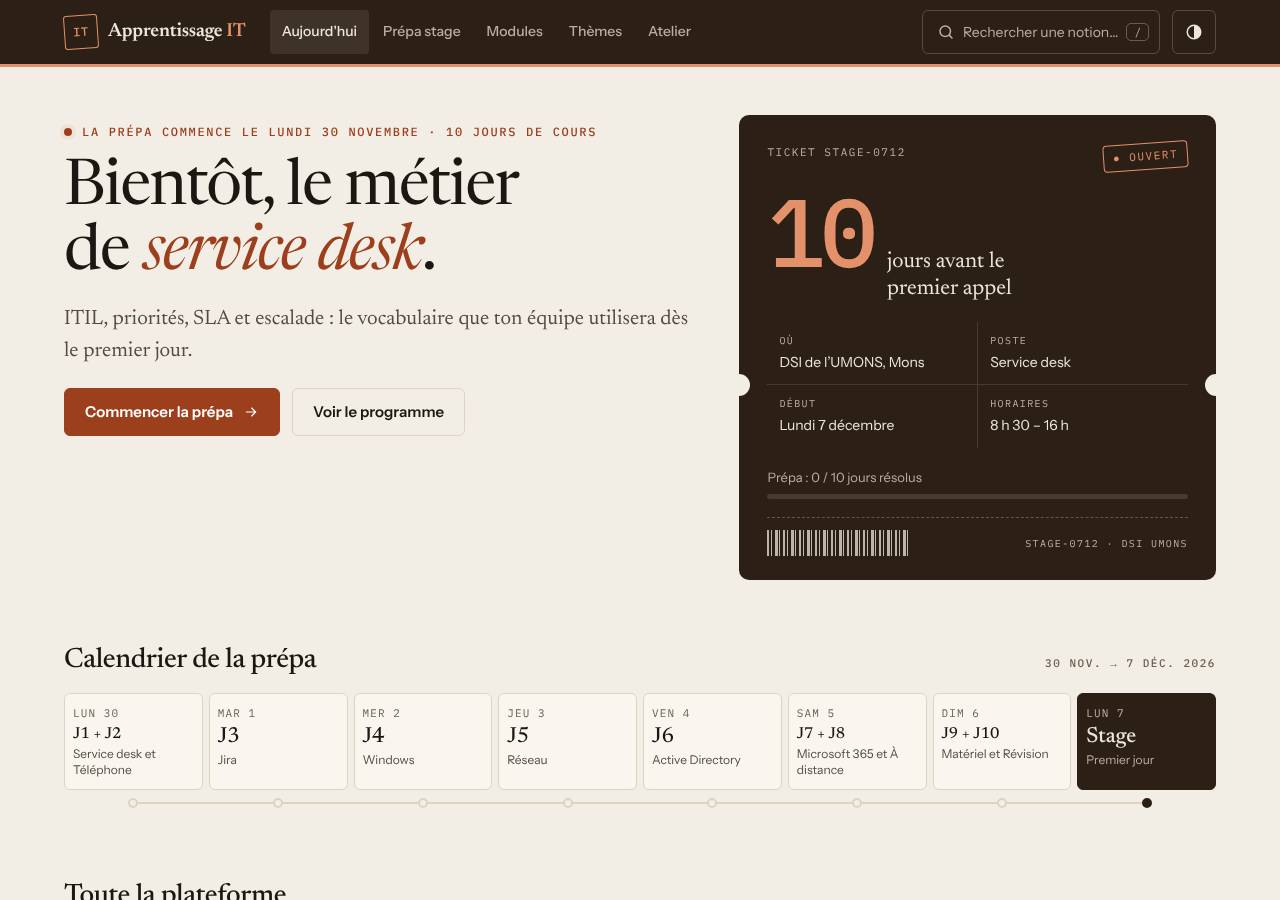 IT
Apprentissage IT
Aujourd'hui
Prépa stage
Modules
Thèmes
Atelier
Rechercher une notion…
/
LA PRÉPA COMMENCE LE LUNDI 30 NOVEMBRE · 10 JOURS DE COURS
Bientôt, le métier
de service desk.
ITIL, priorités, SLA et escalade : le vocabulaire que ton équipe utilisera dès
le premier jour.
Commencer la prépa →
Voir le programme
TICKET STAGE-0712
● OUVERT
10
jours avant le
premier appel
OÙ
DSI de l’UMONS, Mons
POSTE
Service desk
DÉBUT
Lundi 7 décembre
HORAIRES
8 h 30 – 16 h
Prépa : 0 / 10 jours résolus
STAGE-0712 · DSI UMONS
Calendrier de la prépa
30 NOV. → 7 DÉC. 2026
LUN 30
J1 + J2
Service desk et
Téléphone
MAR 1
J3
Jira
MER 2
J4
Windows
JEU 3
J5
Réseau
VEN 4
J6
Active Directory
SAM 5
J7 + J8
Microsoft 365 et À
distance
DIM 6
J9 + J10
Matériel et Révision
LUN 7
Stage
Premier jour
Toute la plateforme